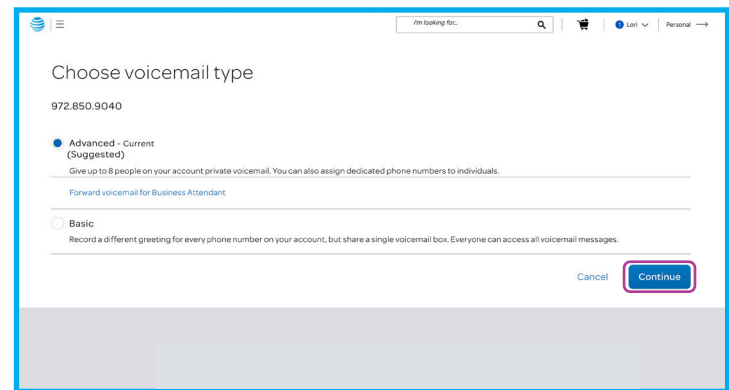 I'm looking for...
1 Lori
Personal
Choose voicemail type
972.850.9040
Advanced - Current
(Suggested)
Give up to 8 people on your account private voicemail. You can also assign dedicated phone numbers to individuals.
Forward voicemail for Business Attendant
Basic
Record a different greeting for every phone number on your account, but share a single voicemail box. Everyone can access all voicemail messages.
Cancel
Continue